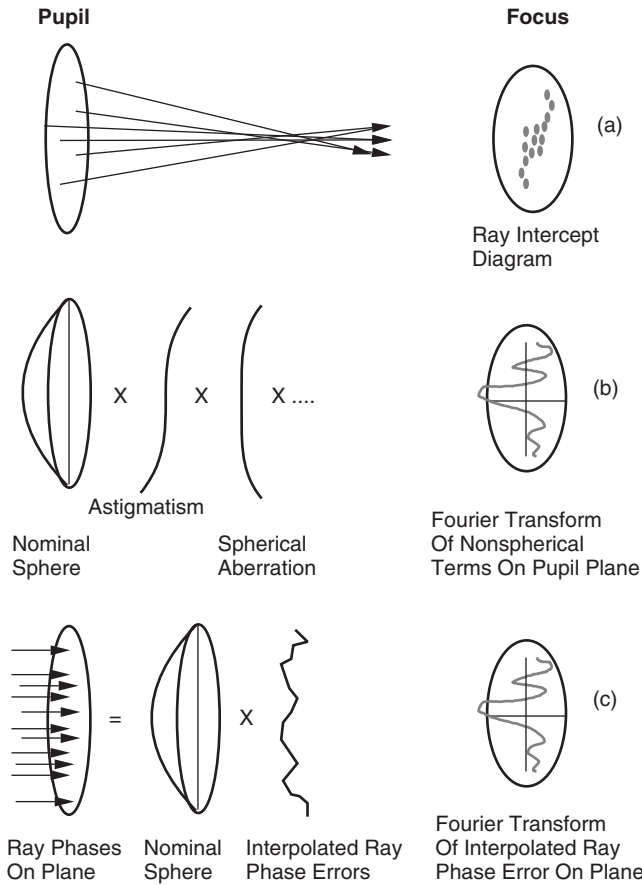 Pupil
Focus
(a)
Ray Intercept
Diagram
X
X
X ....
(b)
Astigmatism
Nominal
Sphere
Spherical
Aberration
Fourier Transform
Of Nonspherical
Terms On Pupil Plane
=
X
(c)
Ray Phases
On Plane
Nominal
Sphere
Interpolated Ray
Phase Errors
Fourier Transform
Of Interpolated Ray
Phase Error On Plane